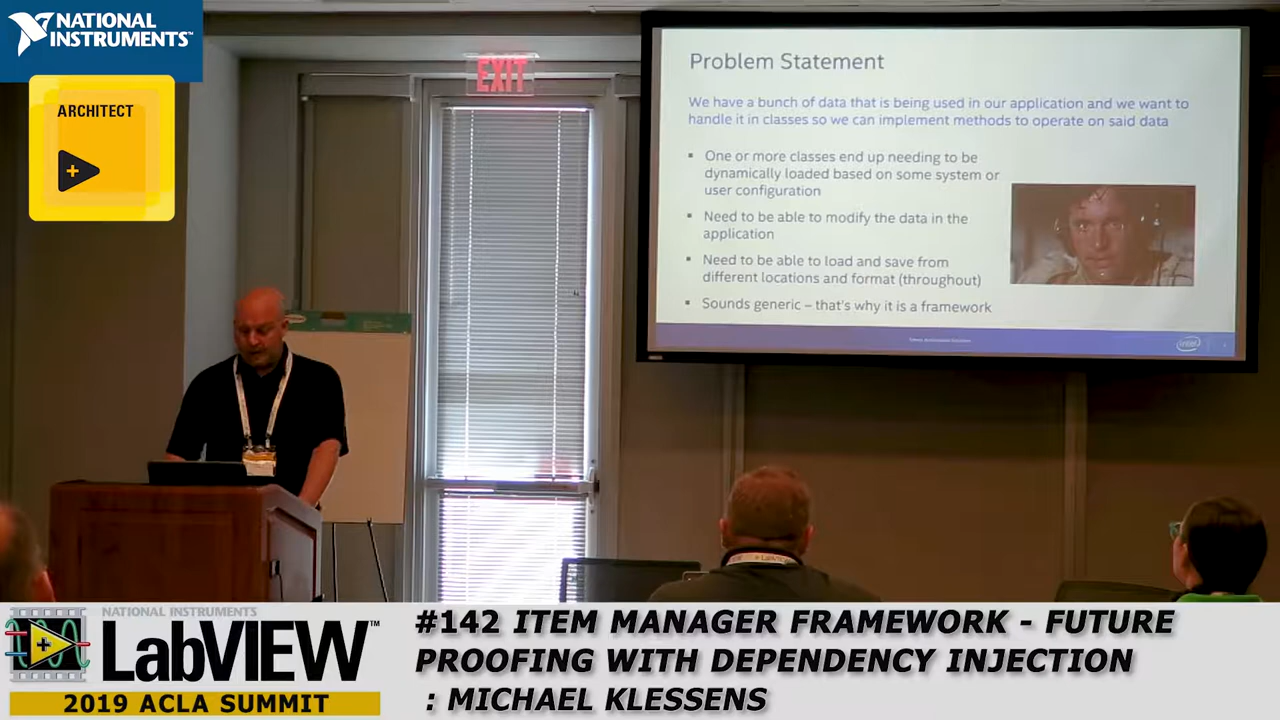 NATIONAL
INSTRUMENTS
ARCHITECT
EXIT
Problem Statement
We have a bunch of data that is being used in our application and we want to
handle it in classes so we can implement methods to operate on said data
▪ One or more classes end up needing to be
dynamically loaded based on some system or
user configuration
▪ Need to be able to modify the data in the
application
▪ Need to be able to load and save from
different locations and format (throughout)
▪ Sounds generic – that's why it is a framework
intel
NATIONAL INSTRUMENTS
LabVIEW™
2019 ACLA SUMMIT
#142 ITEM MANAGER FRAMEWORK - FUTURE
PROOFING WITH DEPENDENCY INJECTION
: MICHAEL KLESSENS